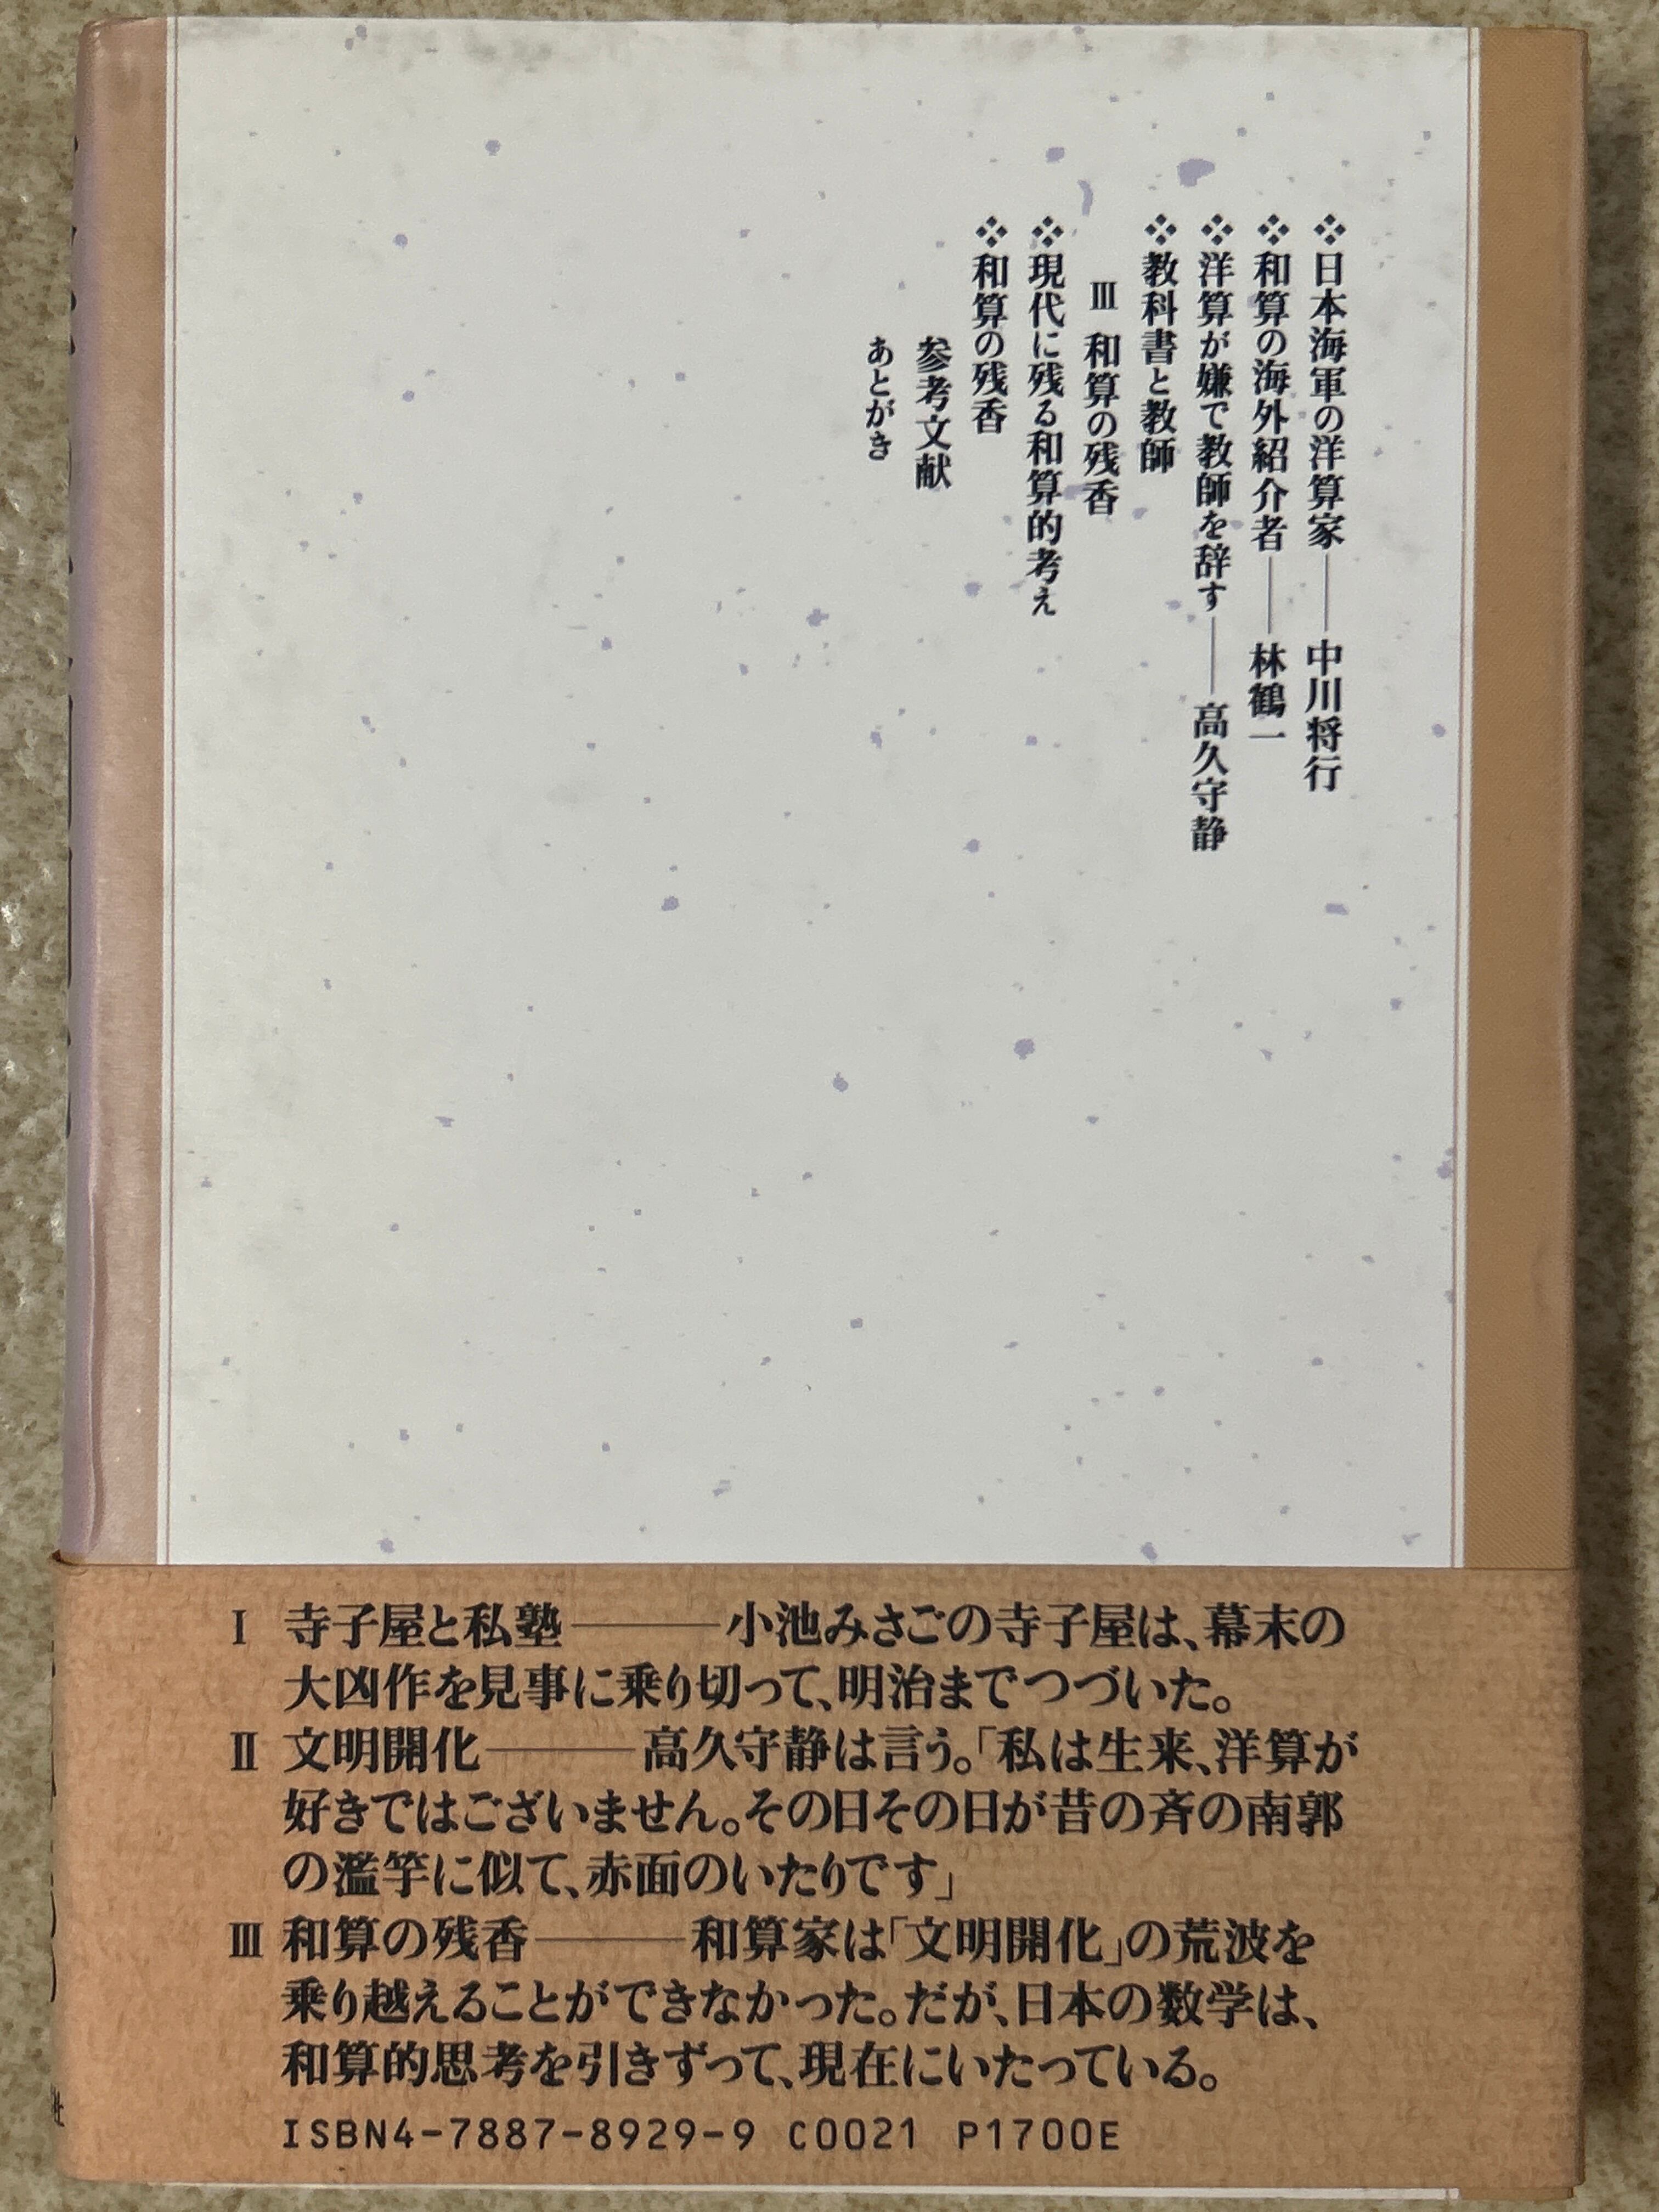 ❖日本海軍の洋算家――中川将行
❖和算の海外紹介者――林鶴一
❖洋算が嫌で教師を辞す――高久守静
❖教科書と教師
Ⅲ 和算の残香
❖現代に残る和算的考え
❖和算の残香
参考文献
あとがき
Ⅰ 寺子屋と私塾―――小池みさごの寺子屋は、幕末の
大凶作を見事に乗り切って、明治までつづいた。
Ⅱ 文明開化―――高久守静は言う。「私は生来、洋算が
好きではございません。その日その日が昔の斉の南郭
の濫竽に似て、赤面のいたりです」
Ⅲ 和算の残香―――和算家は「文明開化」の荒波を
乗り越えることができなかった。だが、日本の数学は、
和算的思考を引きずって、現在にいたっている。
ISBN4-7887-8929-9 C0021 P1700E